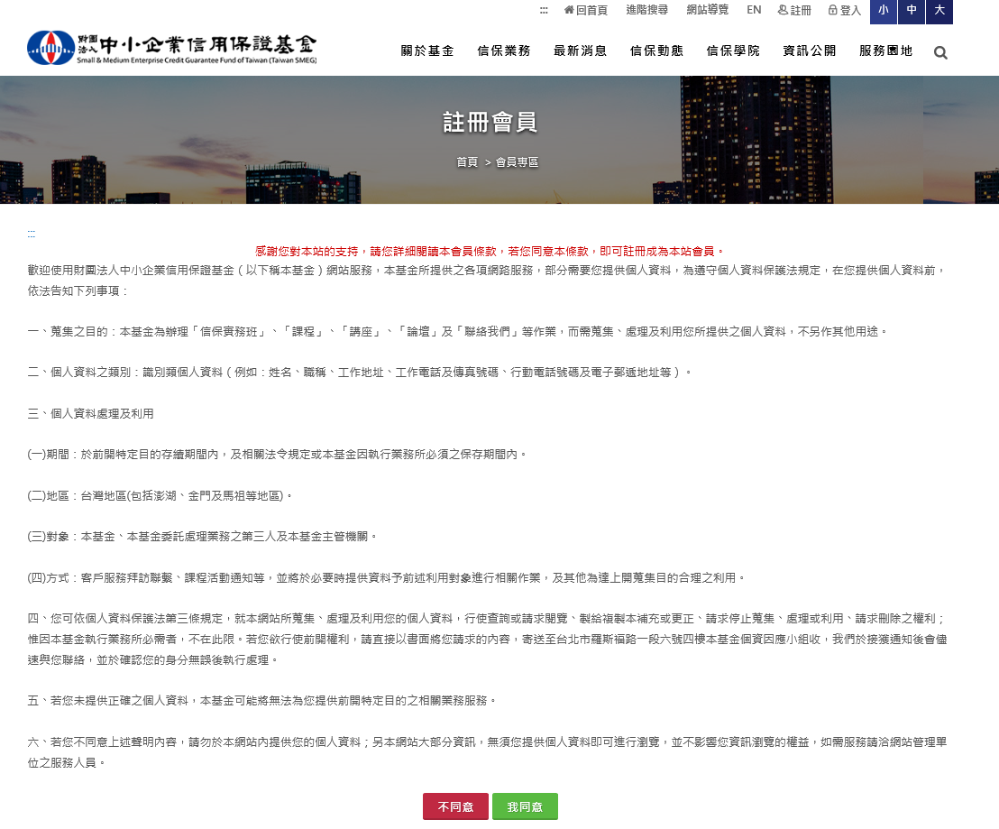 :::
回首頁 進階搜尋 網站導覽 EN 註冊 登入 小 中 大
財團法人 中小企業信用保證基金
Small & Medium Enterprise Credit Guarantee Fund of Taiwan (Taiwan SMEG)
關於基金 信保業務 最新消息 信保動態 信保學院 資訊公開 服務園地
註冊會員
首頁 > 會員專區
:::
感謝您對本站的支持，請您詳細閱讀本會員條款，若您同意本條款，即可註冊成為本站會員。
歡迎使用財團法人中小企業信用保證基金（以下稱本基金）網站服務，本基金所提供之各項網路服務，部分需要您提供個人資料，為遵守個人資料保護法規定，在您提供個人資料前，
依法告知下列事項：
一、蒐集之目的：本基金為辦理「信保實務班」、「課程」、「講座」、「論壇」及「聯絡我們」等作業，而需蒐集、處理及利用您所提供之個人資料，不另作其他用途。
二、個人資料之類別：識別類個人資料（例如：姓名、職稱、工作地址、工作電話及傳真號碼、行動電話號碼及電子郵遞地址等）。
三、個人資料處理及利用
(一)期間：於前開特定目的存續期間內，及相關法令規定或本基金因執行業務所必須之保存期間內。
(二)地區：台灣地區(包括澎湖、金門及馬祖等地區)。
(三)對象：本基金、本基金委託處理業務之第三人及本基金主管機關。
(四)方式：客戶服務拜訪聯繫、課程活動通知等，並將於必要時提供資料予前述利用對象進行相關作業，及其他為達上開蒐集目的合理之利用。
四、您可依個人資料保護法第三條規定，就本網站所蒐集、處理及利用您的個人資料，行使查詢或請求閱覽、製給複製本補充或更正、請求停止蒐集、處理或利用、請求刪除之權利；
惟因本基金執行業務所必需者，不在此限。若您欲行使前開權利，請直接以書面將您請求的內容，寄送至台北市羅斯福路一段六號四樓本基金個資因應小組收，我們於接獲通知後會儘
速與您聯絡，並於確認您的身分無誤後執行處理。
五、若您未提供正確之個人資料，本基金可能將無法為您提供前開特定目的之相關業務服務。
六、若您不同意上述聲明內容，請勿於本網站內提供您的個人資料；另本網站大部分資訊，無須您提供個人資料即可進行瀏覽，並不影響您資訊瀏覽的權益，如需服務請洽網站管理單
位之服務人員。
不同意 我同意